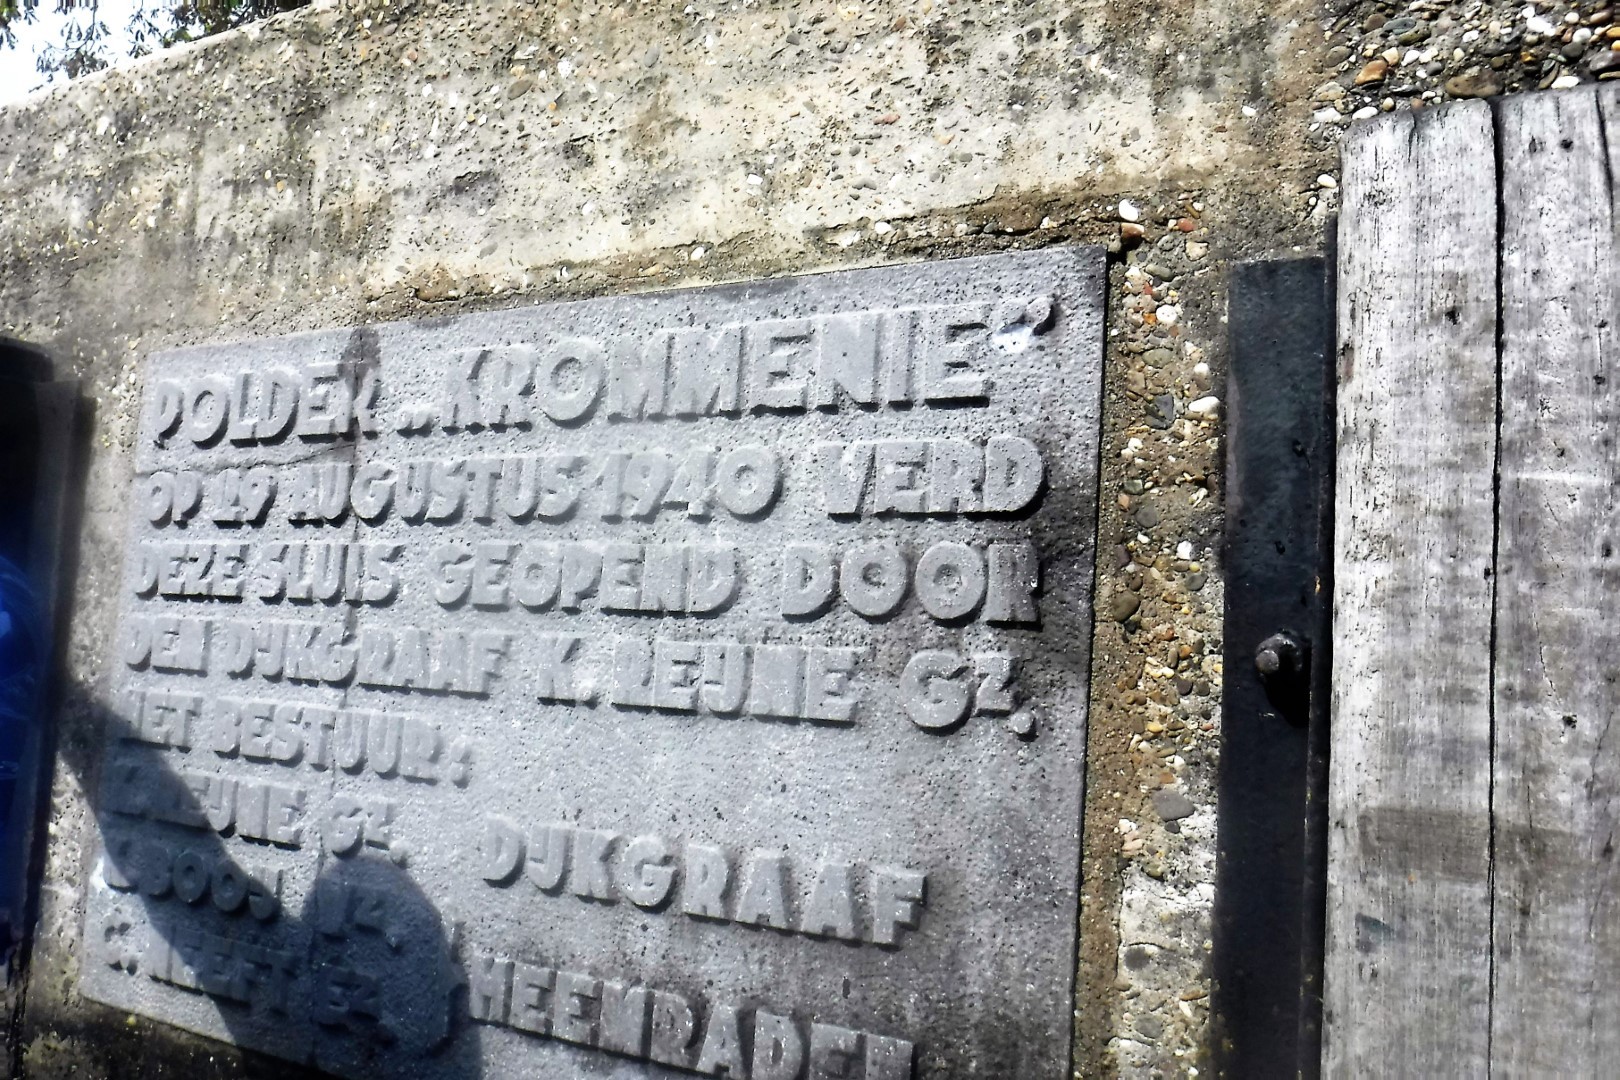 POLDER „KROMMENIE”
OP 29 AUGUSTUS 1940 WERD
DEZE SLUIS GEOPEND DOOR
DEN DIJKGRAAF K. REIJNE GZ.
HET BESTUUR:
K. REIJNE GZ. DIJKGRAAF
BOOIJ
C. HEEMRADEN